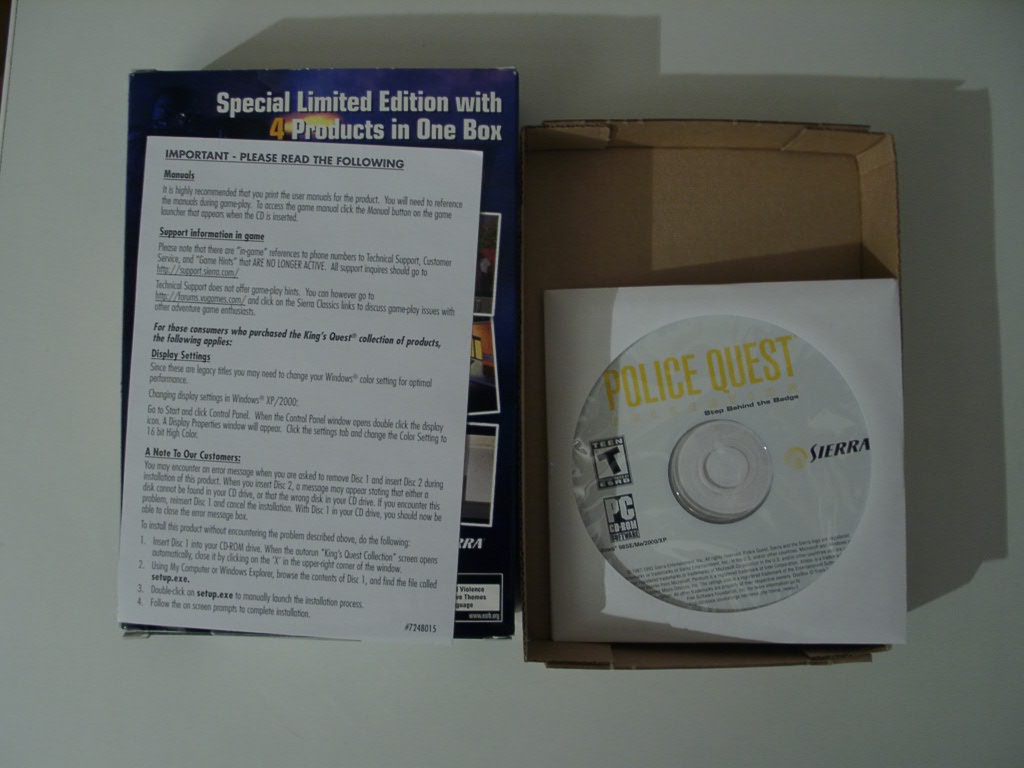 Special Limited Edition with
4 Products in One Box
IMPORTANT - PLEASE READ THE FOLLOWING
Manuals
It is highly recommended that you print the user manuals for the product. You will need to reference
the manuals during game-play. To access the game manual click the Manual button on the game
launcher that appears when the CD is inserted.
Support information in game
Please note that there are "in-game" references to phone numbers to Technical Support, Customer
Service, and "Game Hints" that ARE NO LONGER ACTIVE. All support inquires should go to
http://support.sierra.com/
Technical Support does not offer game-play hints. You can however go to
http://forums.vugames.com/ and click on the Sierra Classics links to discuss game-play issues with
other adventure game enthusiasts.
For those consumers who purchased the King's Quest® collection of products,
the following applies:
Display Settings
Since these are legacy titles you may need to change your Windows® color setting for optimal
performance.
Changing display settings in Windows® XP/2000:
Go to Start and click Control Panel. When the Control Panel window opens double click the display
icon. A Display Properties window will appear. Click the settings tab and change the Color Setting to
16 bit High Color.
A Note To Our Customers:
You may encounter an error message when you are asked to remove Disc 1 and insert Disc 2 during
installation of this product. When you insert Disc 2, a message may appear stating that either a
disk cannot be found in your CD drive, or that the wrong disk in your CD drive. If you encounter this
problem, reinsert Disc 1 and cancel the installation. With Disc 1 in your CD drive, you should now be
able to close the error message box.
To install this product without encountering the problem described above, do the following:
1. Insert Disc 1 into your CD-ROM drive. When the autorun "King's Quest Collection" screen opens
automatically, close it by clicking on the "X" in the upper-right corner of the window.
2. Using My Computer or Windows Explorer, browse the contents of Disc 1, and find the file called
setup.exe.
3. Double-click on setup.exe to manually launch the installation process.
4. Follow the on screen prompts to complete installation.
#7248015
RRA
Violence
Themes
guage
www.esrb.org
POLICE QUEST
Step Behind the Badge
SIERRA
TEEN
T
ESRB
PC
CD-ROM
SOFTWARE
98SE/Me/2000/XP